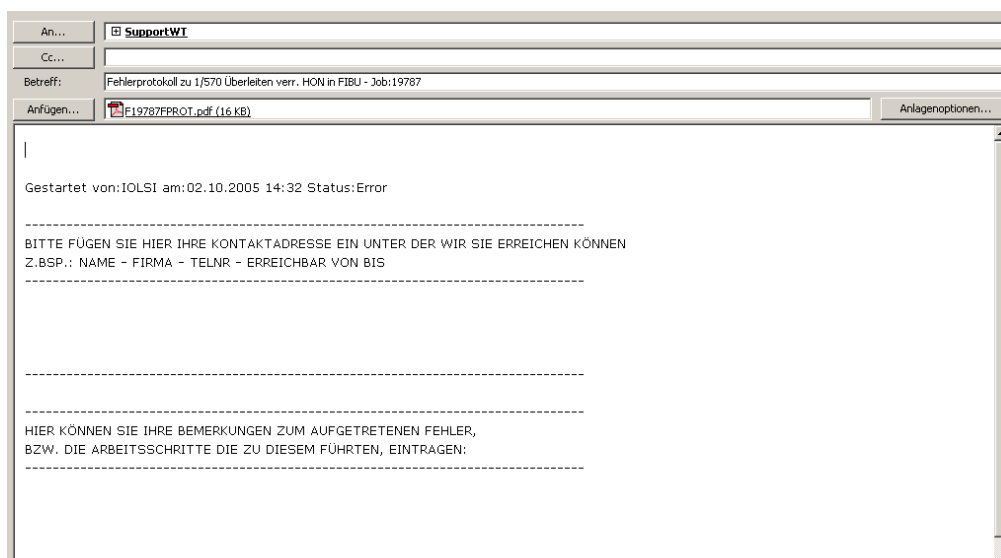 An...
SupportWT
Cc...
Betreff:
Fehlerprotokoll zu 1/570 Überleiten verr. HON in FIBU - Job:19787
Anfügen...
F19787FPROT.pdf (16 KB)
Anlagenoptionen...
Gestartet von:IOLSI am:02.10.2005 14:32 Status:Error
--------------------------------------------------------------------------------
BITTE FÜGEN SIE HIER IHRE KONTAKTADRESSE EIN UNTER DER WIR SIE ERREICHEN KÖNNEN
Z.BSP.: NAME - FIRMA - TELNR - ERREICHBAR VON BIS
--------------------------------------------------------------------------------
--------------------------------------------------------------------------------
--------------------------------------------------------------------------------
HIER KÖNNEN SIE IHRE BEMERKUNGEN ZUM AUFGETRETENEN FEHLER,
BZW. DIE ARBEITSSCHRITTE DIE ZU DIESEM FÜHRTEN, EINTRAGEN:
--------------------------------------------------------------------------------